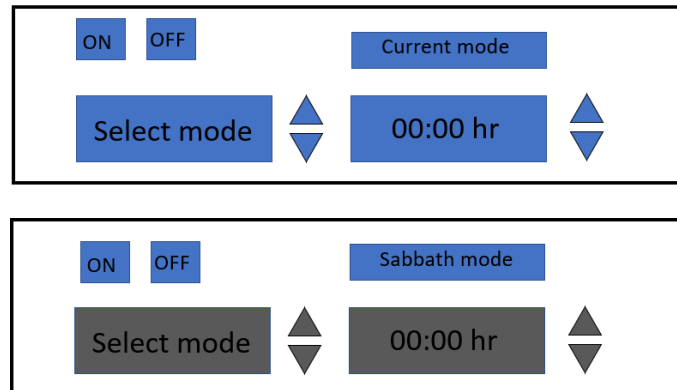 ON OFF Current mode
Select mode 00:00 hr
ON OFF Sabbath mode
Select mode 00:00 hr